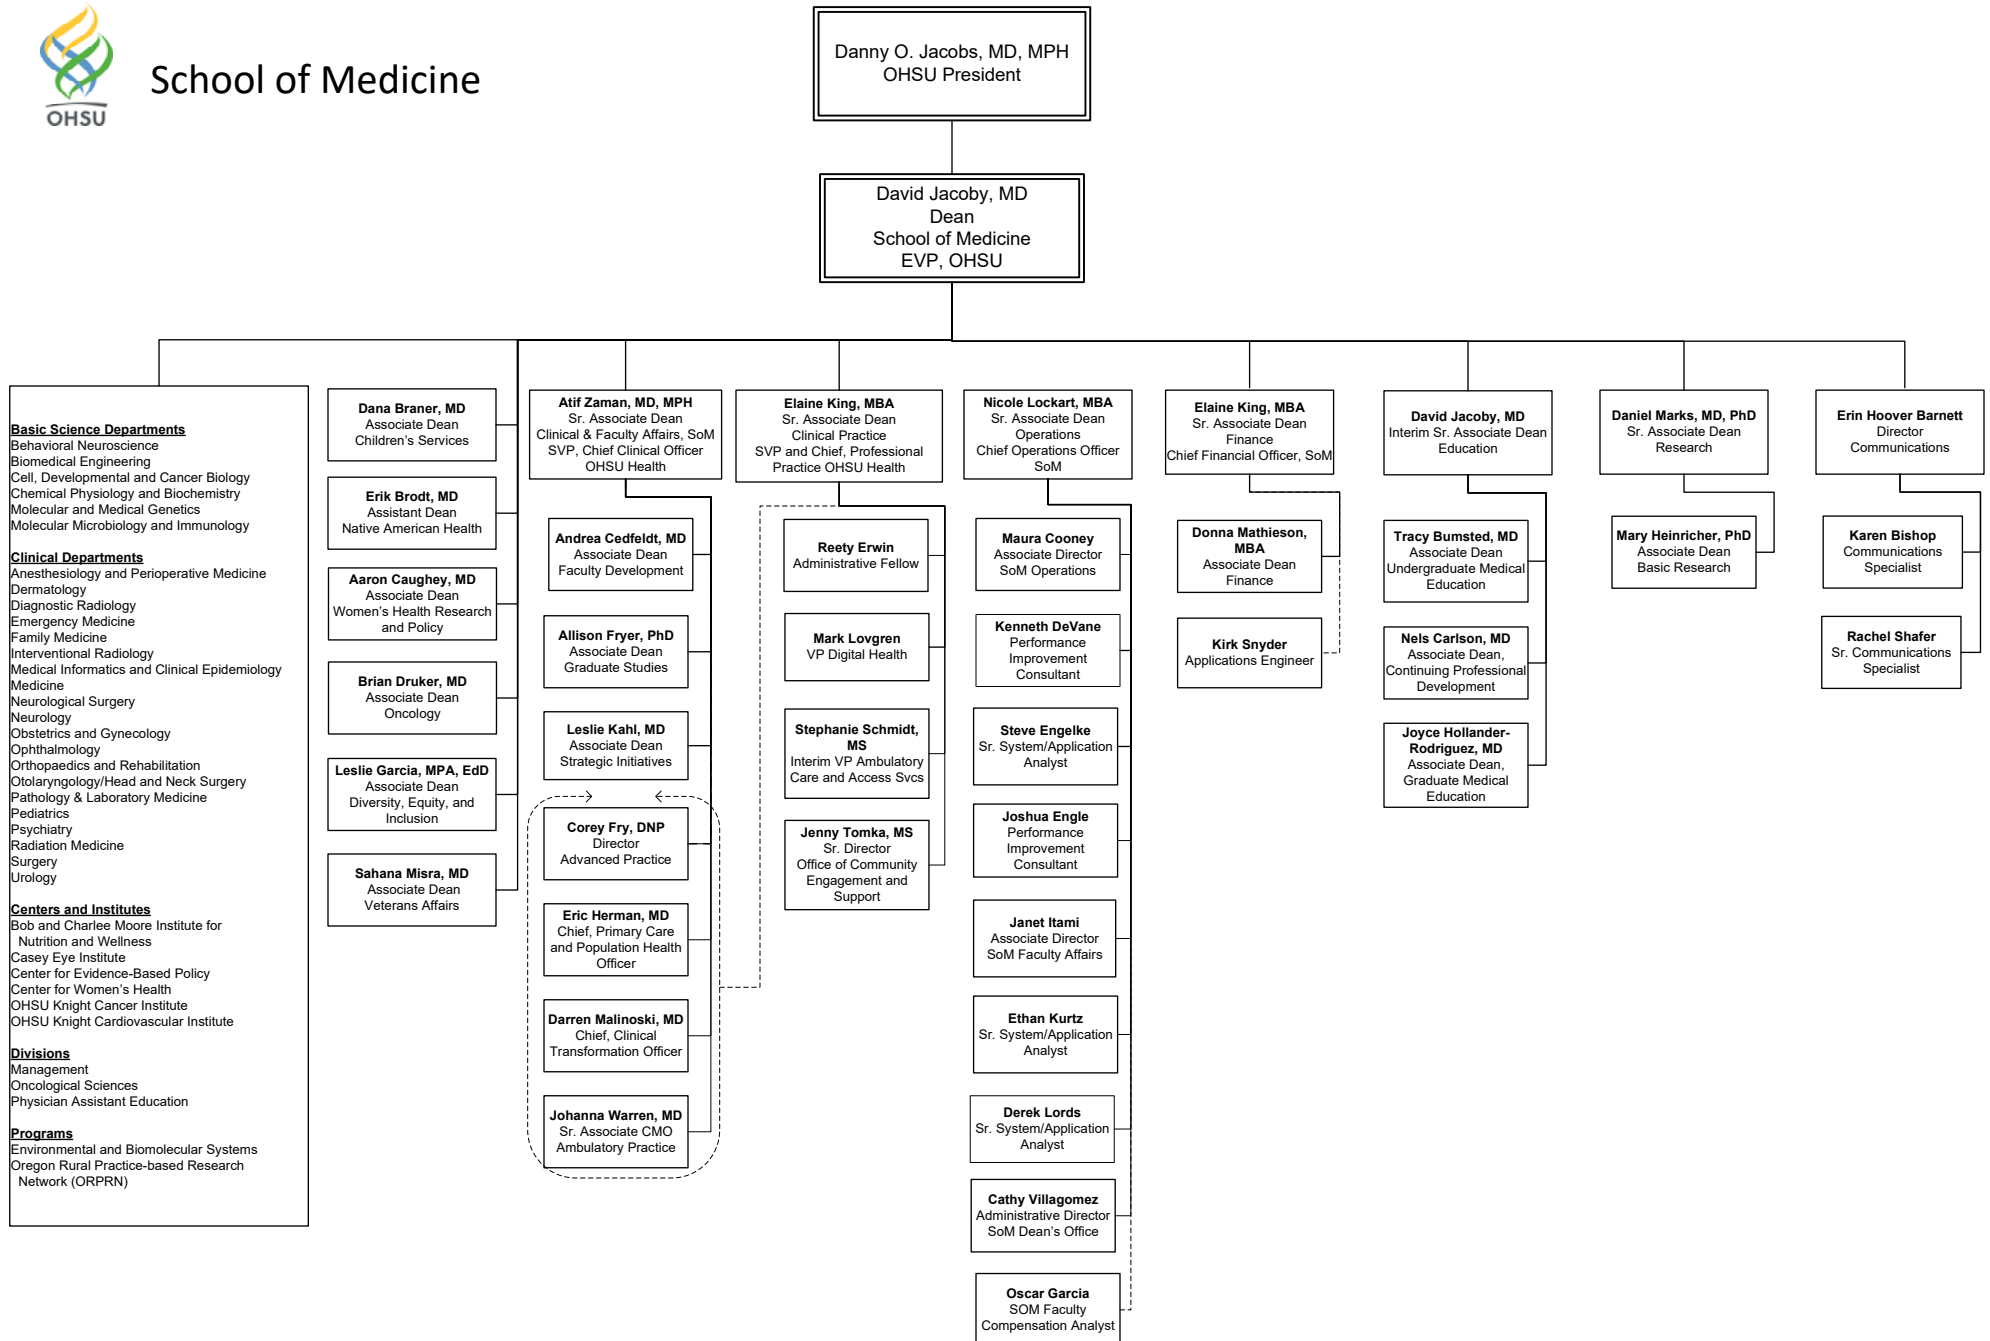 OHSU
School of Medicine
Danny O. Jacobs, MD, MPH
OHSU President
David Jacoby, MD
Dean
School of Medicine
EVP, OHSU
Basic Science Departments
Behavioral Neuroscience
Biomedical Engineering
Cell, Developmental and Cancer Biology
Chemical Physiology and Biochemistry
Molecular and Medical Genetics
Molecular Microbiology and Immunology
Clinical Departments
Anesthesiology and Perioperative Medicine
Dermatology
Diagnostic Radiology
Emergency Medicine
Family Medicine
Interventional Radiology
Medical Informatics and Clinical Epidemiology
Medicine
Neurological Surgery
Neurology
Obstetrics and Gynecology
Ophthalmology
Orthopaedics and Rehabilitation
Otolaryngology/Head and Neck Surgery
Pathology & Laboratory Medicine
Pediatrics
Psychiatry
Radiation Medicine
Surgery
Urology
Centers and Institutes
Bob and Charlee Moore Institute for
Nutrition and Wellness
Casey Eye Institute
Center for Evidence-Based Policy
Center for Women's Health
OHSU Knight Cancer Institute
OHSU Knight Cardiovascular Institute
Divisions
Management
Oncological Sciences
Physician Assistant Education
Programs
Environmental and Biomolecular Systems
Oregon Rural Practice-based Research
Network (ORPRN)
Dana Braner, MD
Associate Dean
Children's Services
Erik Brodt, MD
Assistant Dean
Native American Health
Aaron Caughey, MD
Associate Dean
Women's Health Research
and Policy
Brian Druker, MD
Associate Dean
Oncology
Leslie Garcia, MPA, EdD
Associate Dean
Diversity, Equity, and
Inclusion
Sahana Misra, MD
Associate Dean
Veterans Affairs
Atif Zaman, MD, MPH
Sr. Associate Dean
Clinical & Faculty Affairs, SoM
SVP, Chief Clinical Officer
OHSU Health
Andrea Cedfeldt, MD
Associate Dean
Faculty Development
Allison Fryer, PhD
Associate Dean
Graduate Studies
Leslie Kahl, MD
Associate Dean
Strategic Initiatives
Corey Fry, DNP
Director
Advanced Practice
Eric Herman, MD
Chief, Primary Care
and Population Health
Officer
Darren Malinoski, MD
Chief, Clinical
Transformation Officer
Johanna Warren, MD
Sr. Associate CMO
Ambulatory Practice
Elaine King, MBA
Sr. Associate Dean
Clinical Practice
SVP and Chief, Professional
Practice OHSU Health
Reety Erwin
Administrative Fellow
Mark Lovgren
VP Digital Health
Stephanie Schmidt,
MS
Interim VP Ambulatory
Care and Access Svcs
Jenny Tomka, MS
Sr. Director
Office of Community
Engagement and
Support
Nicole Lockart, MBA
Sr. Associate Dean
Operations
Chief Operations Officer
SoM
Maura Cooney
Associate Director
SoM Operations
Kenneth DeVane
Performance
Improvement
Consultant
Steve Engelke
Sr. System/Application
Analyst
Joshua Engle
Performance
Improvement
Consultant
Janet Itami
Associate Director
SoM Faculty Affairs
Ethan Kurtz
Sr. System/Application
Analyst
Derek Lords
Sr. System/Application
Analyst
Cathy Villagomez
Administrative Director
SoM Dean's Office
Oscar Garcia
SOM Faculty
Compensation Analyst
Elaine King, MBA
Sr. Associate Dean
Finance
Chief Financial Officer, SoM
Donna Mathieson,
MBA
Associate Dean
Finance
Kirk Snyder
Applications Engineer
David Jacoby, MD
Interim Sr. Associate Dean
Education
Tracy Bumsted, MD
Associate Dean
Undergraduate Medical
Education
Nels Carlson, MD
Associate Dean,
Continuing Professional
Development
Joyce Hollander-
Rodriguez, MD
Associate Dean,
Graduate Medical
Education
Daniel Marks, MD, PhD
Sr. Associate Dean
Research
Mary Heinricher, PhD
Associate Dean
Basic Research
Erin Hoover Barnett
Director
Communications
Karen Bishop
Communications
Specialist
Rachel Shafer
Sr. Communications
Specialist